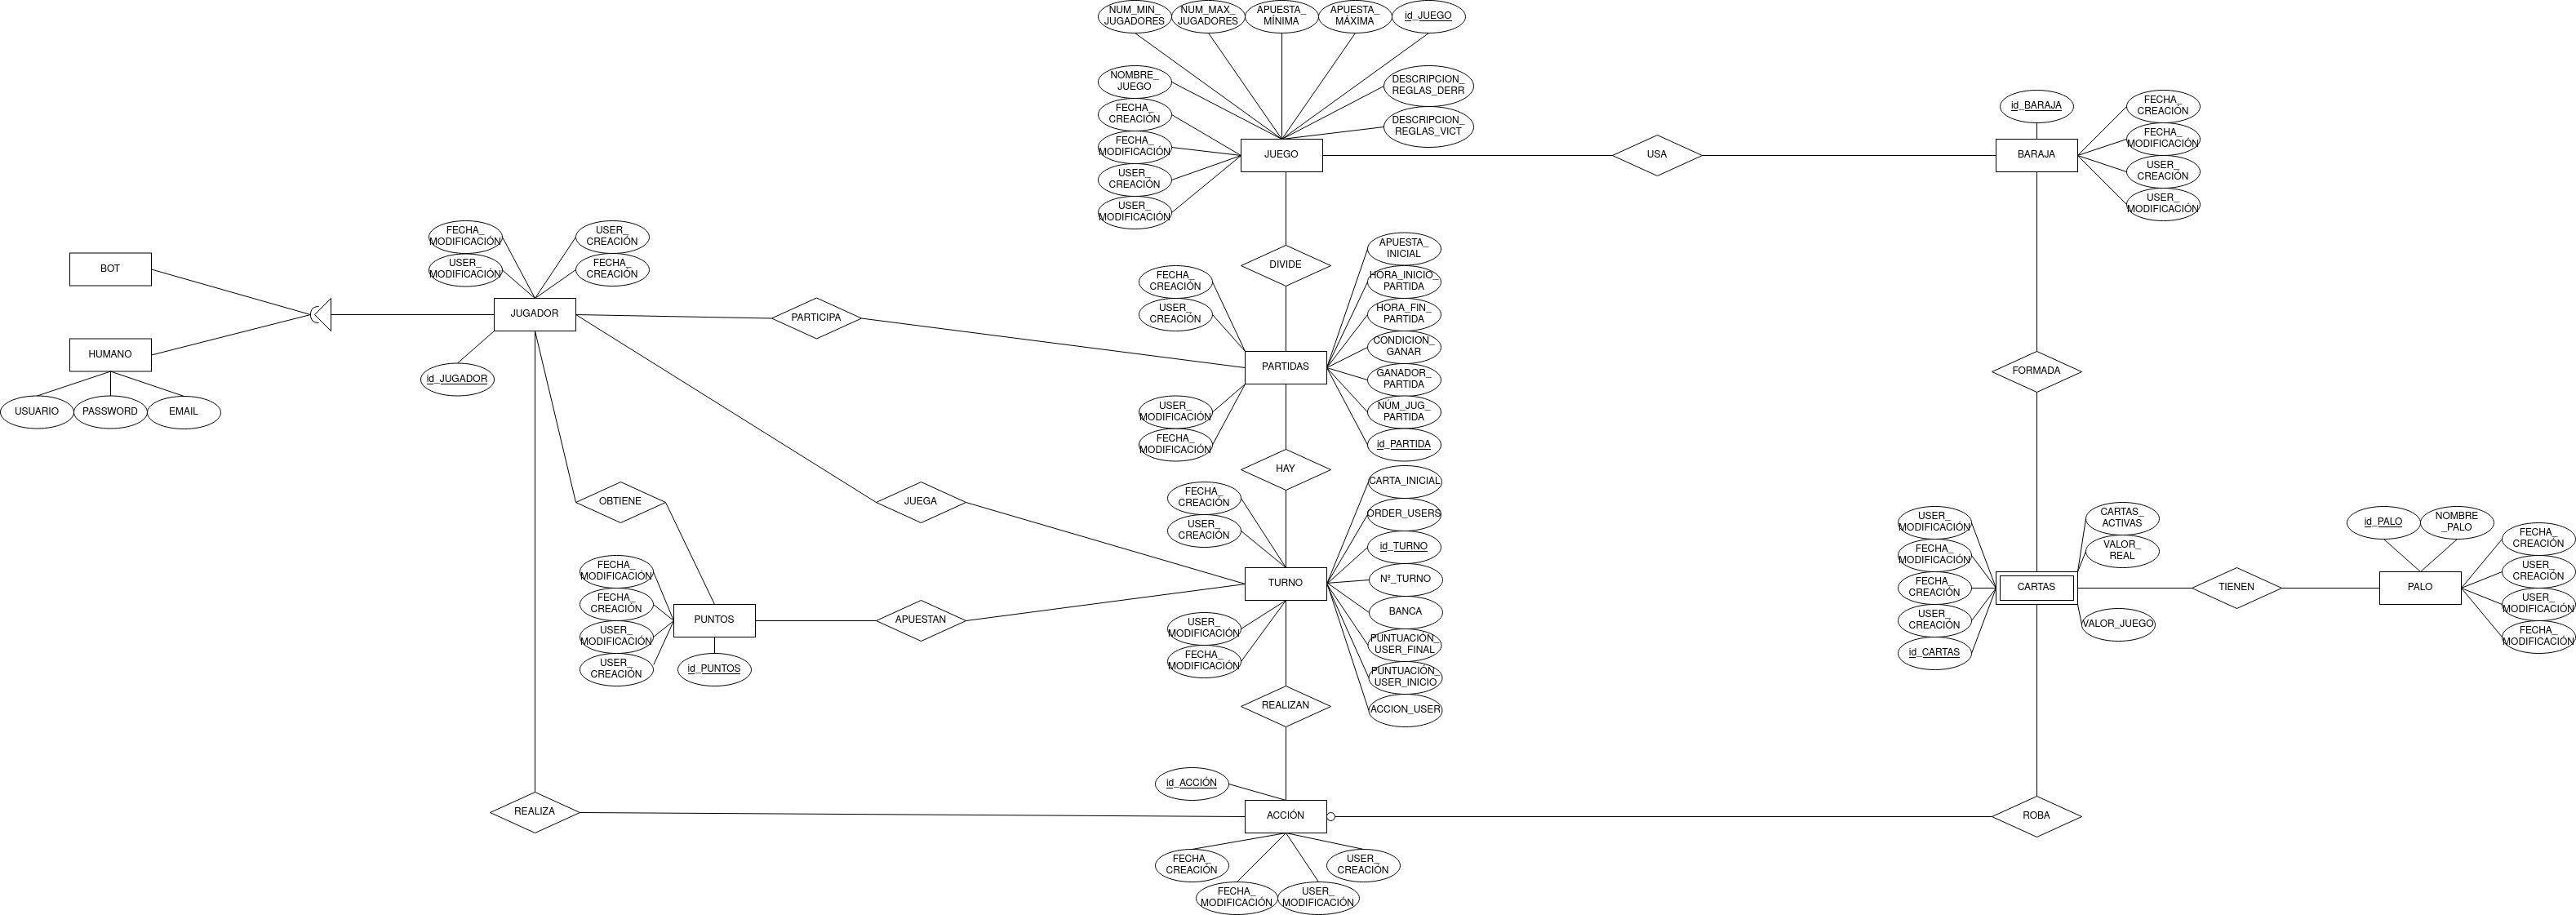 NUM_MIN_
JUGADORES
NUM_MAX_
JUGADORES
APUESTA_
MÍNIMA
APUESTA_
MÁXIMA
id_JUEGO
NOMBRE_
JUEGO
FECHA_
CREACIÓN
FECHA_
MODIFICACIÓN
USER_
CREACIÓN
USER_
MODIFICACIÓN
DESCRIPCION_
REGLAS_DERR
DESCRIPCION_
REGLAS_VICT
JUEGO
USA
id_BARAJA
BARAJA
FECHA_
CREACIÓN
FECHA_
MODIFICACIÓN
USER_
CREACIÓN
USER_
MODIFICACIÓN
BOT
HUMANO
USUARIO
PASSWORD
EMAIL
FECHA_
MODIFICACIÓN
USER_
MODIFICACIÓN
USER_
CREACIÓN
FECHA_
CREACIÓN
JUGADOR
id_JUGADOR
PARTICIPA
DIVIDE
FECHA_
CREACIÓN
USER_
CREACIÓN
PARTIDAS
USER_
MODIFICACIÓN
FECHA_
MODIFICACIÓN
APUESTA_
INICIAL
HORA_INICIO_
PARTIDA
HORA_FIN_
PARTIDA
CONDICION_
GANAR
GANADOR_
PARTIDA
NÚM_JUG_
PARTIDA
id_PARTIDA
FORMADA
HAY
OBTIENE
JUEGA
FECHA_
CREACIÓN
USER_
CREACIÓN
TURNO
USER_
MODIFICACIÓN
FECHA_
MODIFICACIÓN
CARTA_INICIAL
ORDER_USERS
id_TURNO
Nº_TURNO
BANCA
PUNTUACIÓN_
USER_FINAL
PUNTUACIÓN_
USER_INICIO
ACCION_USER
FECHA_
MODIFICACIÓN
FECHA_
CREACIÓN
USER_
MODIFICACIÓN
USER_
CREACIÓN
PUNTOS
id_PUNTOS
APUESTAN
USER_
MODIFICACIÓN
FECHA_
MODIFICACIÓN
FECHA_
CREACIÓN
USER_
CREACIÓN
id_CARTAS
CARTAS_
ACTIVAS
VALOR_
REAL
CARTAS
VALOR_JUEGO
TIENEN
id_PALO
NOMBRE
_PALO
PALO
FECHA_
CREACIÓN
USER_
CREACIÓN
USER_
MODIFICACIÓN
FECHA_
MODIFICACIÓN
REALIZAN
REALIZA
id_ACCIÓN
ACCIÓN
ROBA
FECHA_
CREACIÓN
FECHA_
MODIFICACIÓN
USER_
MODIFICACIÓN
USER_
CREACIÓN